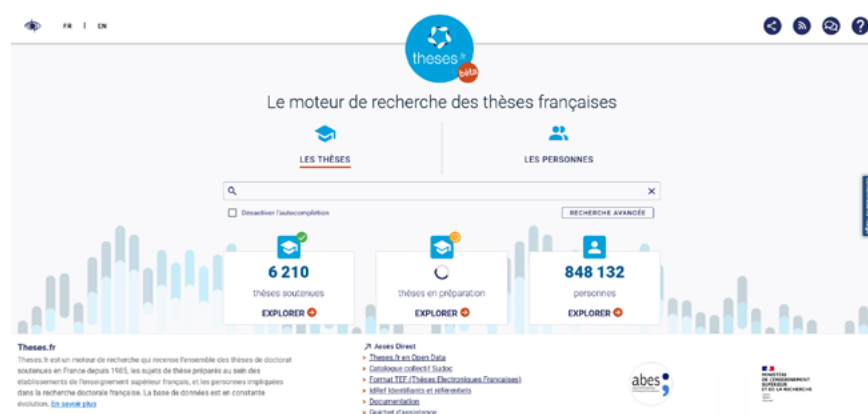 FR | EN
theses.fr
bêta
Le moteur de recherche des thèses françaises
LES THÈSES
LES PERSONNES
Désactiver l'autocomplétion
RECHERCHE AVANCÉE
6 210
thèses soutenues
EXPLORER
thèses en préparation
EXPLORER
848 132
personnes
EXPLORER
Theses.fr
Theses.fr est un moteur de recherche qui recense l'ensemble des thèses de doctorat
soutenues en France depuis 1985, les sujets de thèse préparés au sein des
établissements de l'enseignement supérieur français, et les personnes impliquées
dans la recherche doctorale française. La base de données est en constante
évolution. En savoir plus
Accès Direct
Theses.fr en Open Data
Catalogue collectif Sudoc
Format TEF (Thèses Electroniques Françaises)
IdRef Identifiants et référentiels
Documentation
Guichet d'assistance
abes
MINISTÈRE
DE L'ENSEIGNEMENT
SUPÉRIEUR
ET DE LA RECHERCHE